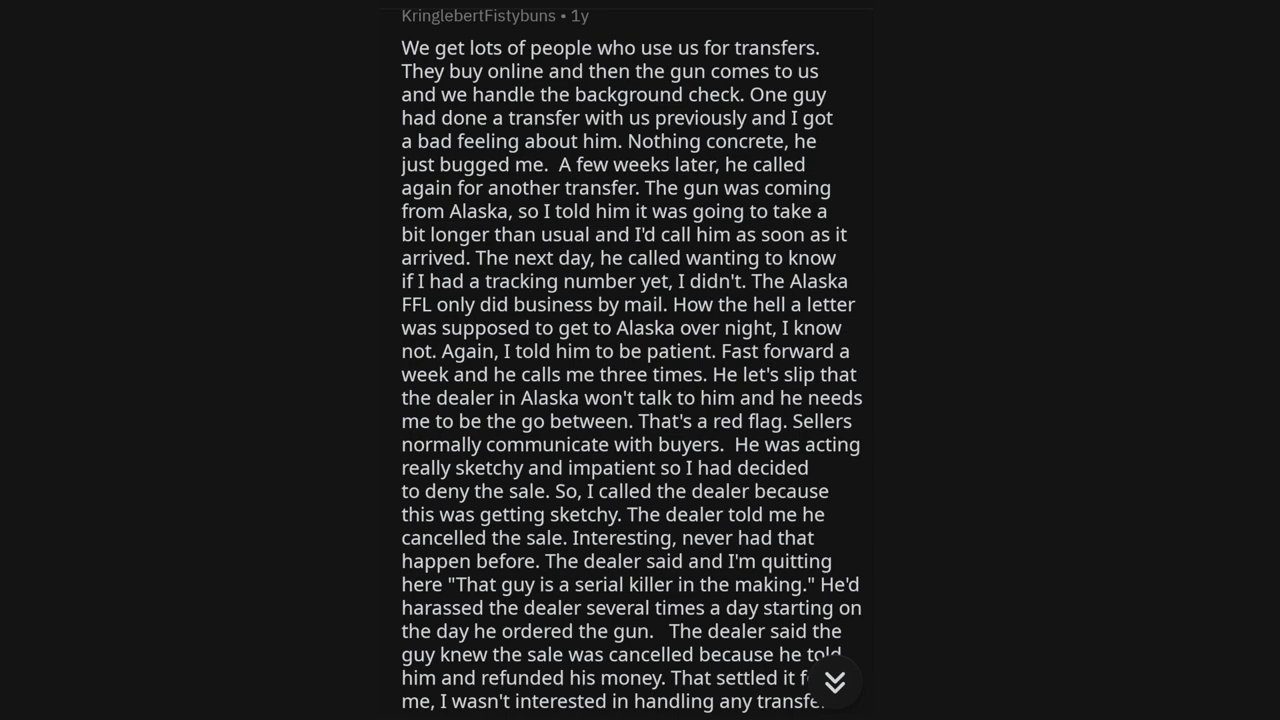 KringlebertFistybuns • 1y
We get lots of people who use us for transfers.
They buy online and then the gun comes to us
and we handle the background check. One guy
had done a transfer with us previously and I got
a bad feeling about him. Nothing concrete, he
just bugged me.  A few weeks later, he called
again for another transfer. The gun was coming
from Alaska, so I told him it was going to take a
bit longer than usual and I'd call him as soon as it
arrived. The next day, he called wanting to know
if I had a tracking number yet, I didn't. The Alaska
FFL only did business by mail. How the hell a letter
was supposed to get to Alaska over night, I know
not. Again, I told him to be patient. Fast forward a
week and he calls me three times. He let's slip that
the dealer in Alaska won't talk to him and he needs
me to be the go between. That's a red flag. Sellers
normally communicate with buyers.  He was acting
really sketchy and impatient so I had decided
to deny the sale. So, I called the dealer because
this was getting sketchy. The dealer told me he
cancelled the sale. Interesting, never had that
happen before. The dealer said and I'm quitting
here "That guy is a serial killer in the making." He'd
harassed the dealer several times a day starting on
the day he ordered the gun.   The dealer said the
guy knew the sale was cancelled because he told
him and refunded his money. That settled it
me, I wasn't interested in handling any